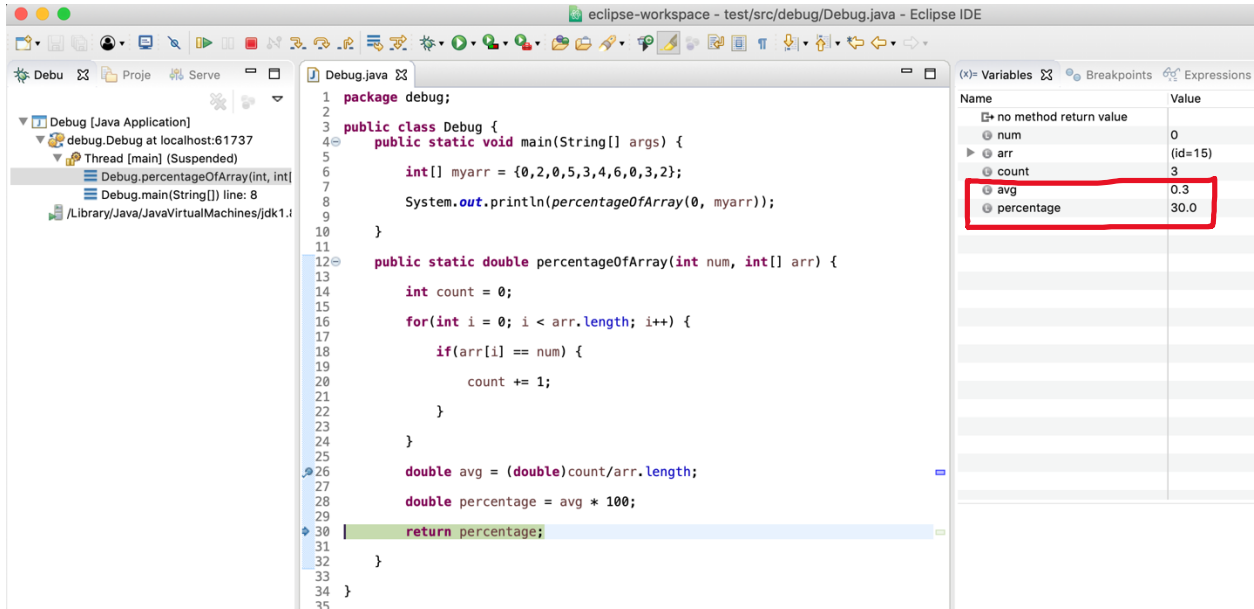 eclipse-workspace - test/src/debug/Debug.java - Eclipse IDE
Debu Proje Serve
Debug [Java Application]
debug.Debug at localhost:61737
Thread [main] (Suspended)
Debug.percentageOfArray(int, int[
Debug.main(String[]) line: 8
/Library/Java/JavaVirtualMachines/jdk1.8
Debug.java
1 package debug;
2
3 public class Debug {
4 public static void main(String[] args) {
5
6 int[] myarr = {0,2,0,5,3,4,6,0,3,2};
7
8 System.out.println(percentageOfArray(0, myarr));
9
10 }
11
12 public static double percentageOfArray(int num, int[] arr) {
13
14 int count = 0;
15
16 for(int i = 0; i < arr.length; i++) {
17
18 if(arr[i] == num) {
19
20 count += 1;
21
22 }
23
24 }
25
26 double avg = (double)count/arr.length;
27
28 double percentage = avg * 100;
29
30 return percentage;
31
32 }
33
34 }
35
(x)= Variables Breakpoints Expressions
Name Value
no method return value
num 0
arr (id=15)
count 3
avg 0.3
percentage 30.0